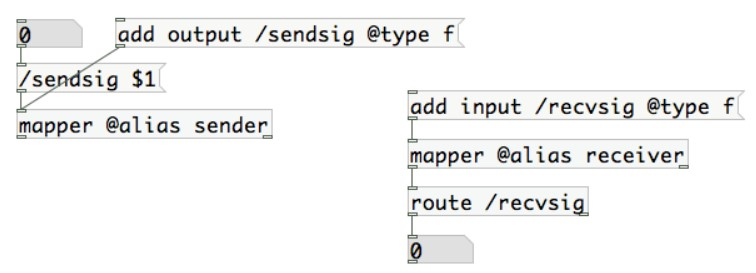 0
add output /sendsig @type f
/sendsig $1
mapper @alias sender
add input /recvsig @type f
mapper @alias receiver
route /recvsig
0